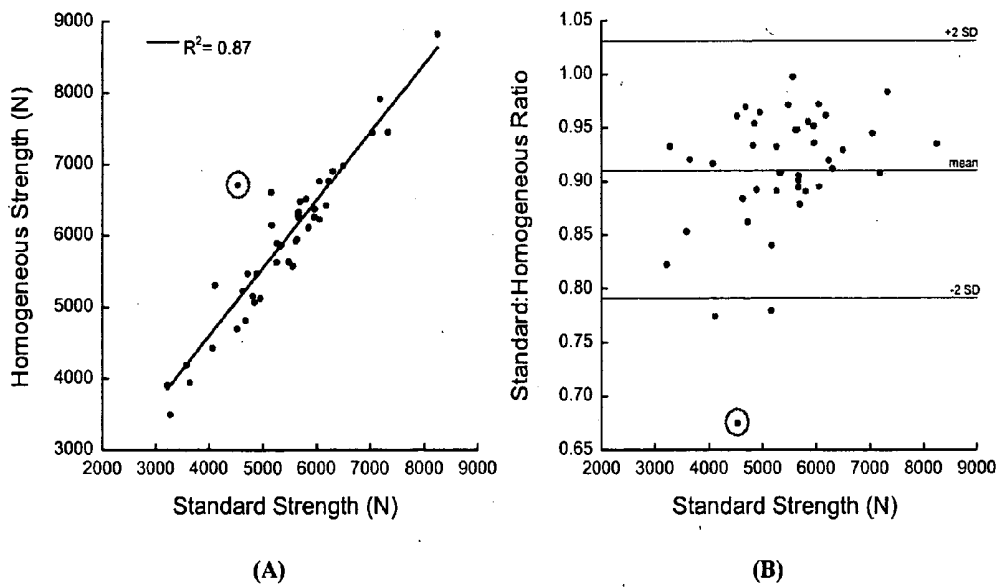 9000
8000
7000
6000
5000
4000
3000
2000 3000 4000 5000 6000 7000 8000 9000
Homogeneous Strength (N)
Standard Strength (N)
R²= 0.87
(A)
1.05
1.00
0.95
0.90
0.85
0.80
0.75
0.70
0.65
2000 3000 4000 5000 6000 7000 8000 9000
Standard:Homogeneous Ratio
Standard Strength (N)
+2 SD
mean
-2 SD
(B)